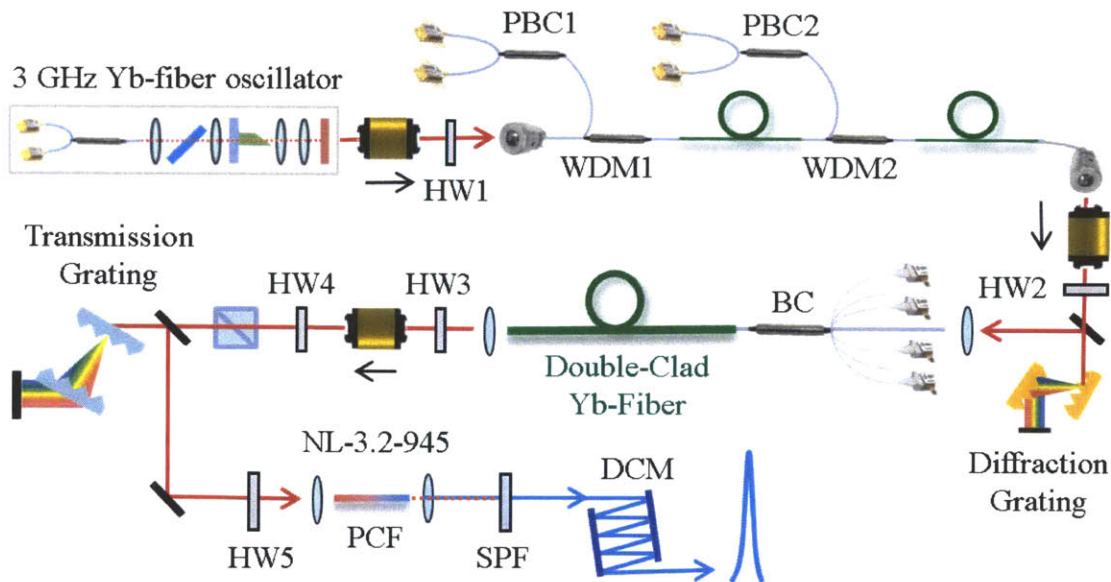 PBC1
PBC2
3 GHz Yb-fiber oscillator
WDM1
WDM2
HW1
Transmission
Grating
HW4
HW3
BC
HW2
Double-Clad
Yb-Fiber
NL-3.2-945
DCM
Diffraction
Grating
PCF
HW5
SPF